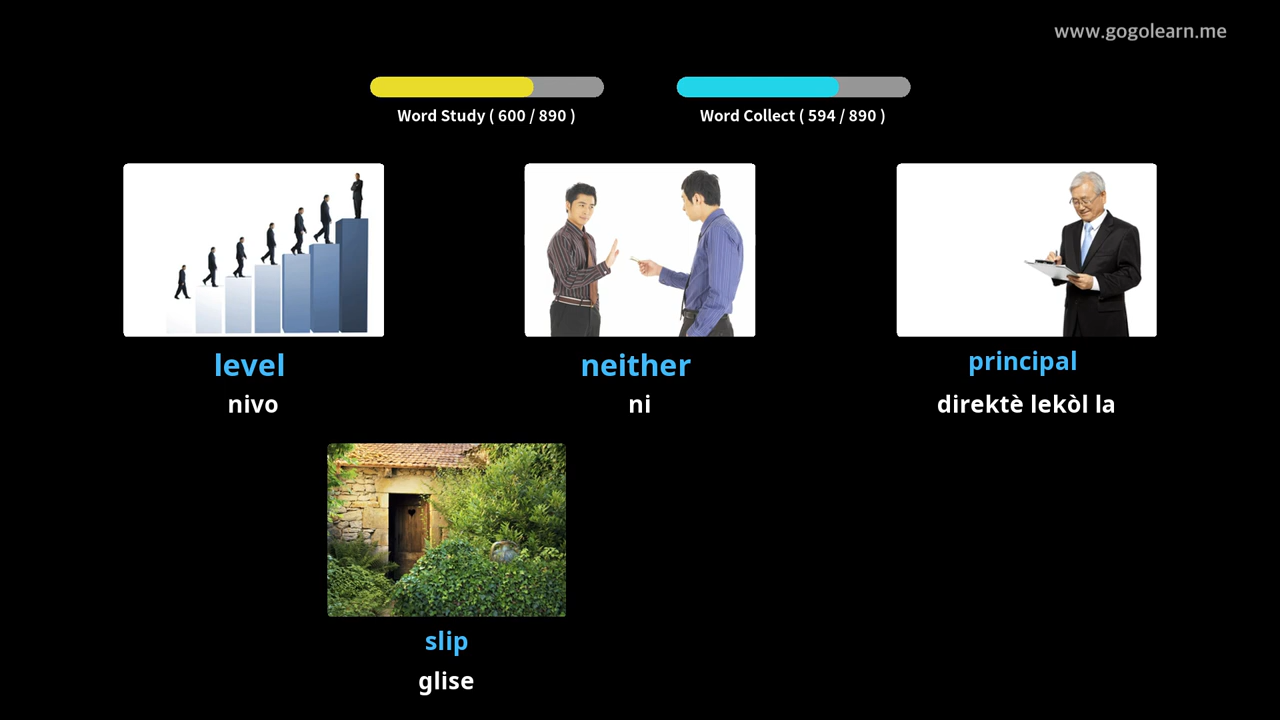 www.gogolearn.me
Word Study ( 600 / 890 )
Word Collect ( 594 / 890 )
level
nivo
neither
ni
principal
direktè lekòl la
slip
glise